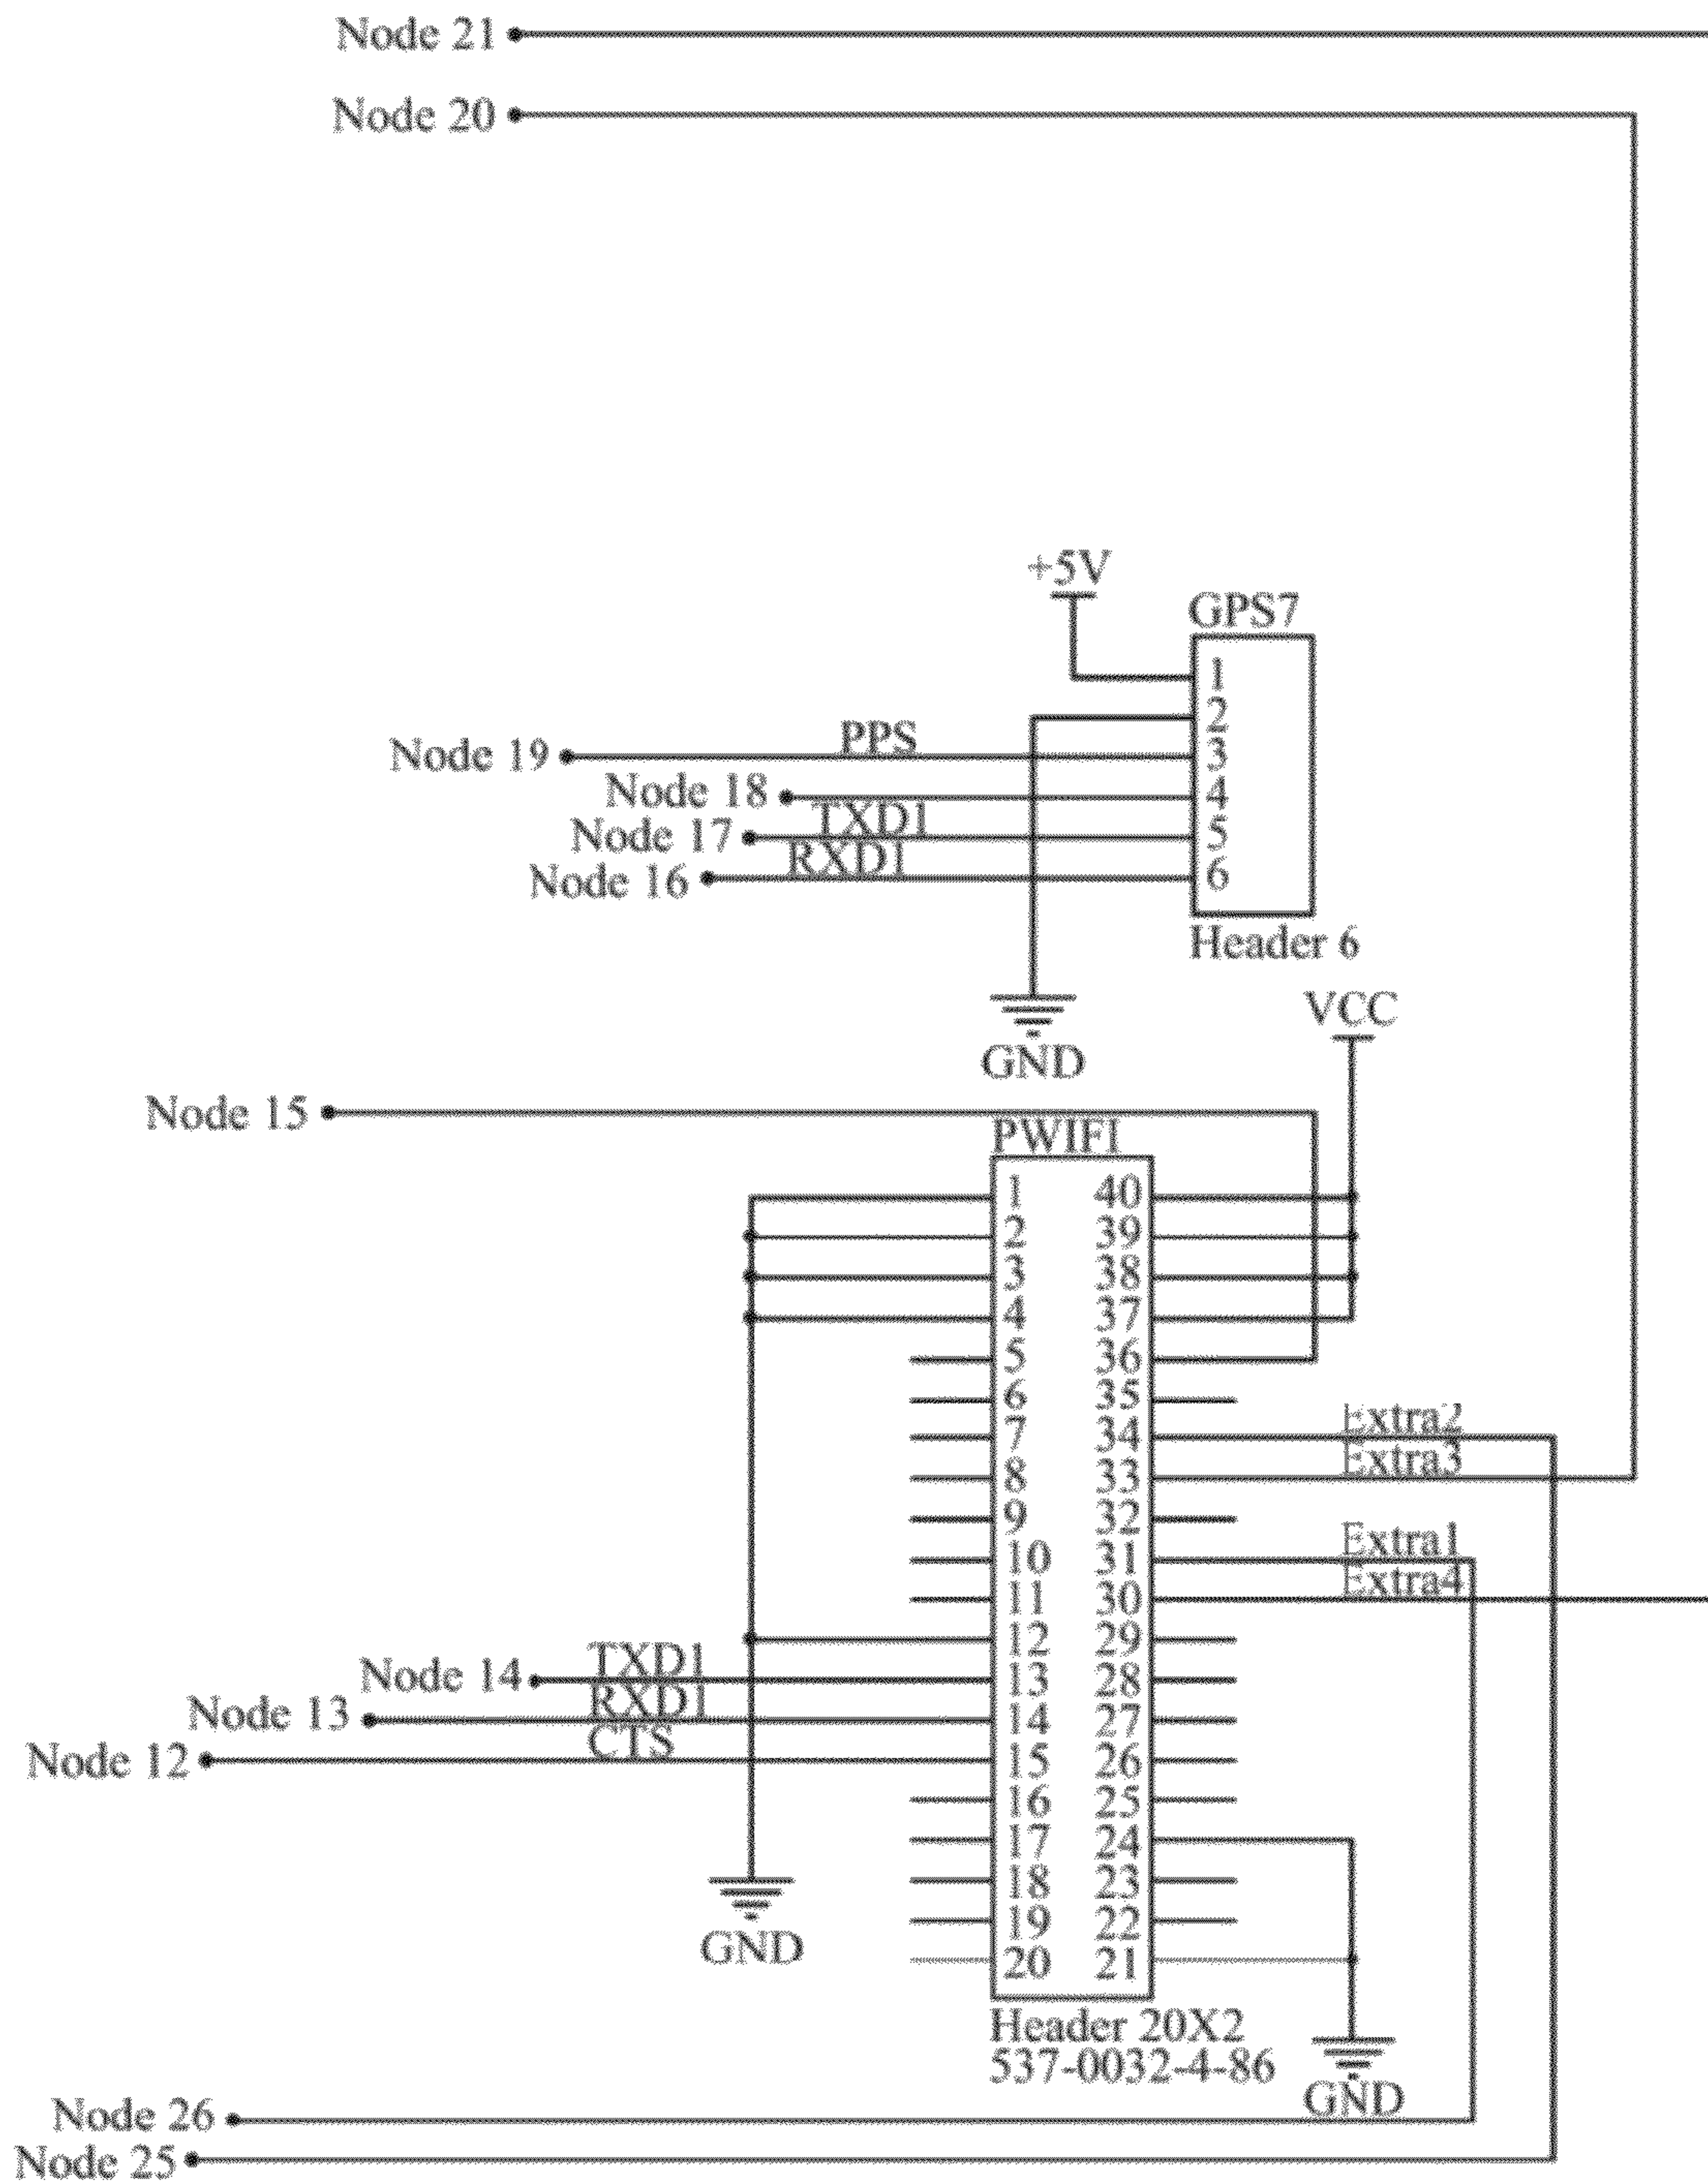 Node 21
Node 20
+5V
GPS7
1
2
PPS
Node 19
3
Node 18
4
TXD1
Node 17
5
RXD1
Node 16
6
Header 6
VCC
GND
Node 15
PWIFI
1 40
2 39
3 38
4 37
5 36
6 35
Extra2
7 34
Extra3
8 33
9 32
Extra1
10 31
Extra4
11 30
12 29
TXD1
Node 14
13 28
RXD1
Node 13
14 27
CTS
Node 12
15 26
16 25
17 24
18 23
19 22
GND
20 21
Header 20X2
537-0032-4-86
GND
Node 26
Node 25